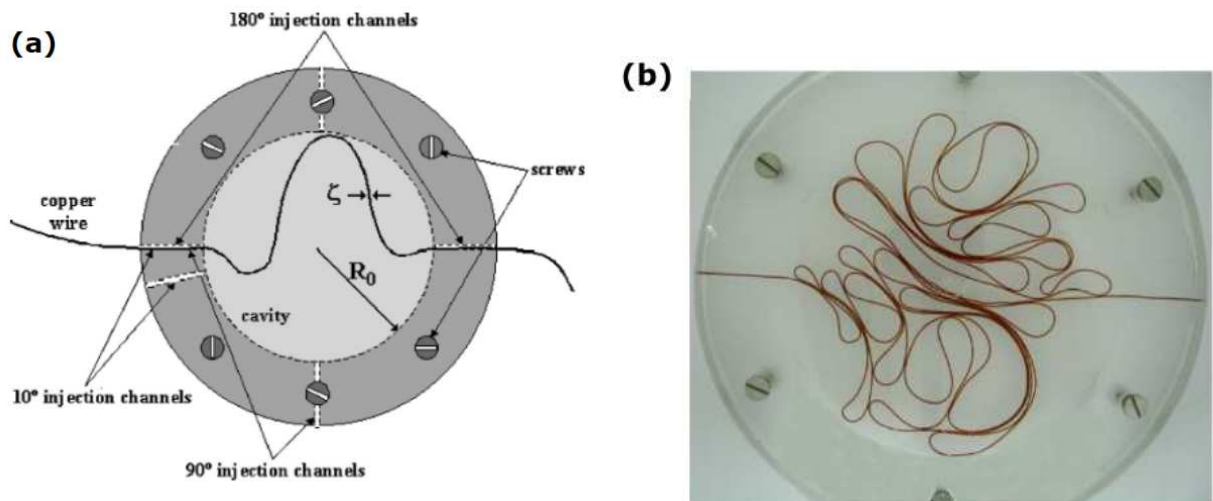 (a)
180° injection channels
(b)
screws
copper
wire
ζ
R₀
cavity
10° injection channels
90° injection channels